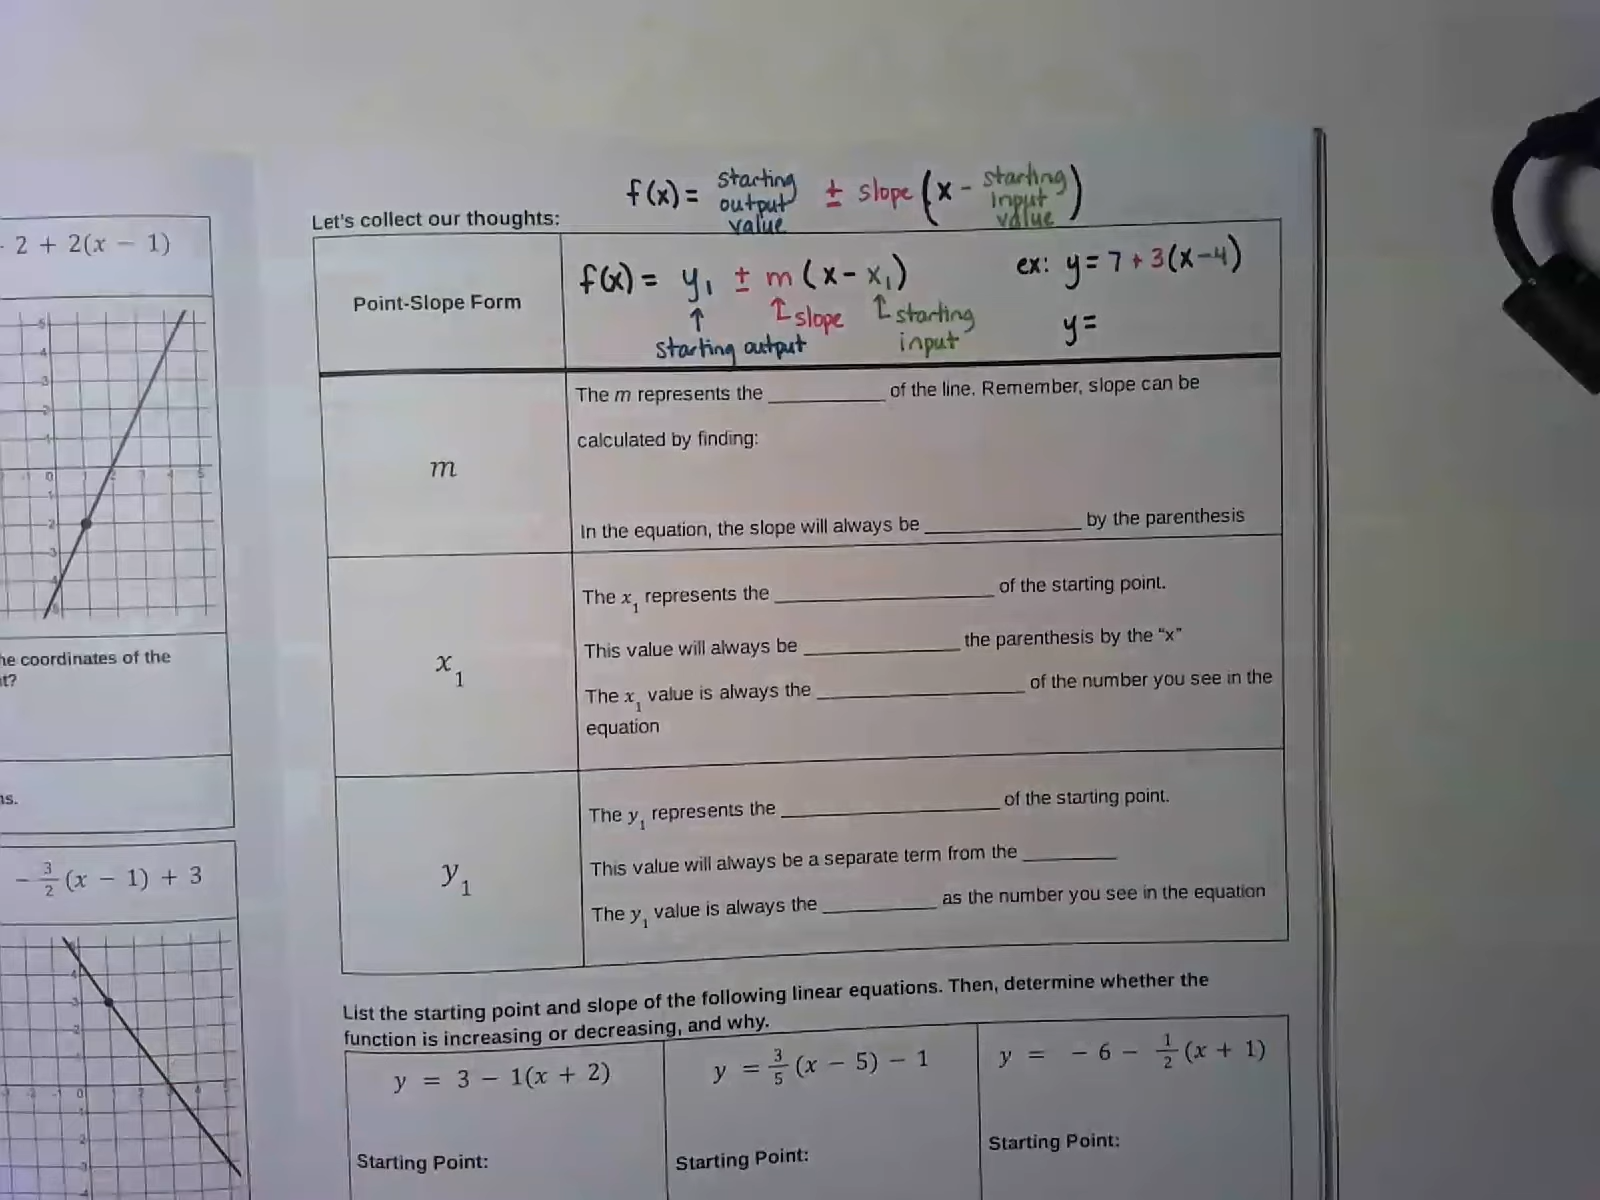 f(x) = starting output value ± slope (x - starting input value)
Let's collect our thoughts:
Point-Slope Form
f(x) = y₁ ± m (x - x₁)
↑ starting output
↑ slope
↑ starting input
ex: y = 7 + 3(x-4)
y =
m
The m represents the __________ of the line. Remember, slope can be
calculated by finding:
In the equation, the slope will always be __________ by the parenthesis
x₁
The x₁ represents the __________ of the starting point.
This value will always be __________ the parenthesis by the “x”
The x₁ value is always the __________ of the number you see in the
equation
y₁
The y₁ represents the __________ of the starting point.
This value will always be a separate term from the __________
The y₁ value is always the __________ as the number you see in the equation
List the starting point and slope of the following linear equations. Then, determine whether the
function is increasing or decreasing, and why.
y = 3 - 1(x + 2)
Starting Point:
y = 3/5 (x - 5) - 1
Starting Point:
y = - 6 - 1/2 (x + 1)
Starting Point:
2 + 2(x - 1)
he coordinates of the
t?
ns.
- 3/2 (x - 1) + 3